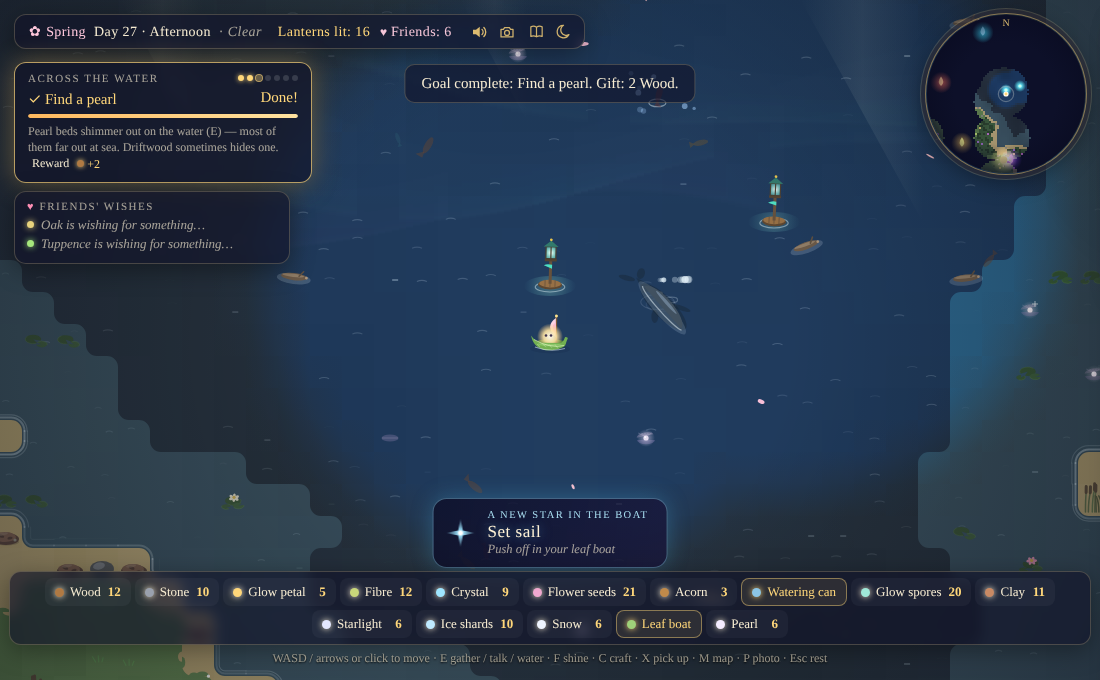 ✿ Spring Day 27 · Afternoon · Clear Lanterns lit: 16 ♥ Friends: 6
N
ACROSS THE WATER
✓ Find a pearl Done!
Pearl beds shimmer out on the water (E) — most of
them far out at sea. Driftwood sometimes hides one.
Reward +2
Goal complete: Find a pearl. Gift: 2 Wood.
♥ FRIENDS' WISHES
Oak is wishing for something…
Tuppence is wishing for something…
A NEW STAR IN THE BOAT
Set sail
Push off in your leaf boat
Wood 12 Stone 10 Glow petal 5 Fibre 12 Crystal 9 Flower seeds 21 Acorn 3 Watering can Glow spores 20 Clay 11
Starlight 6 Ice shards 10 Snow 6 Leaf boat Pearl 6
WASD / arrows or click to move · E gather / talk / water · F shine · C craft · X pick up · M map · P photo · Esc rest